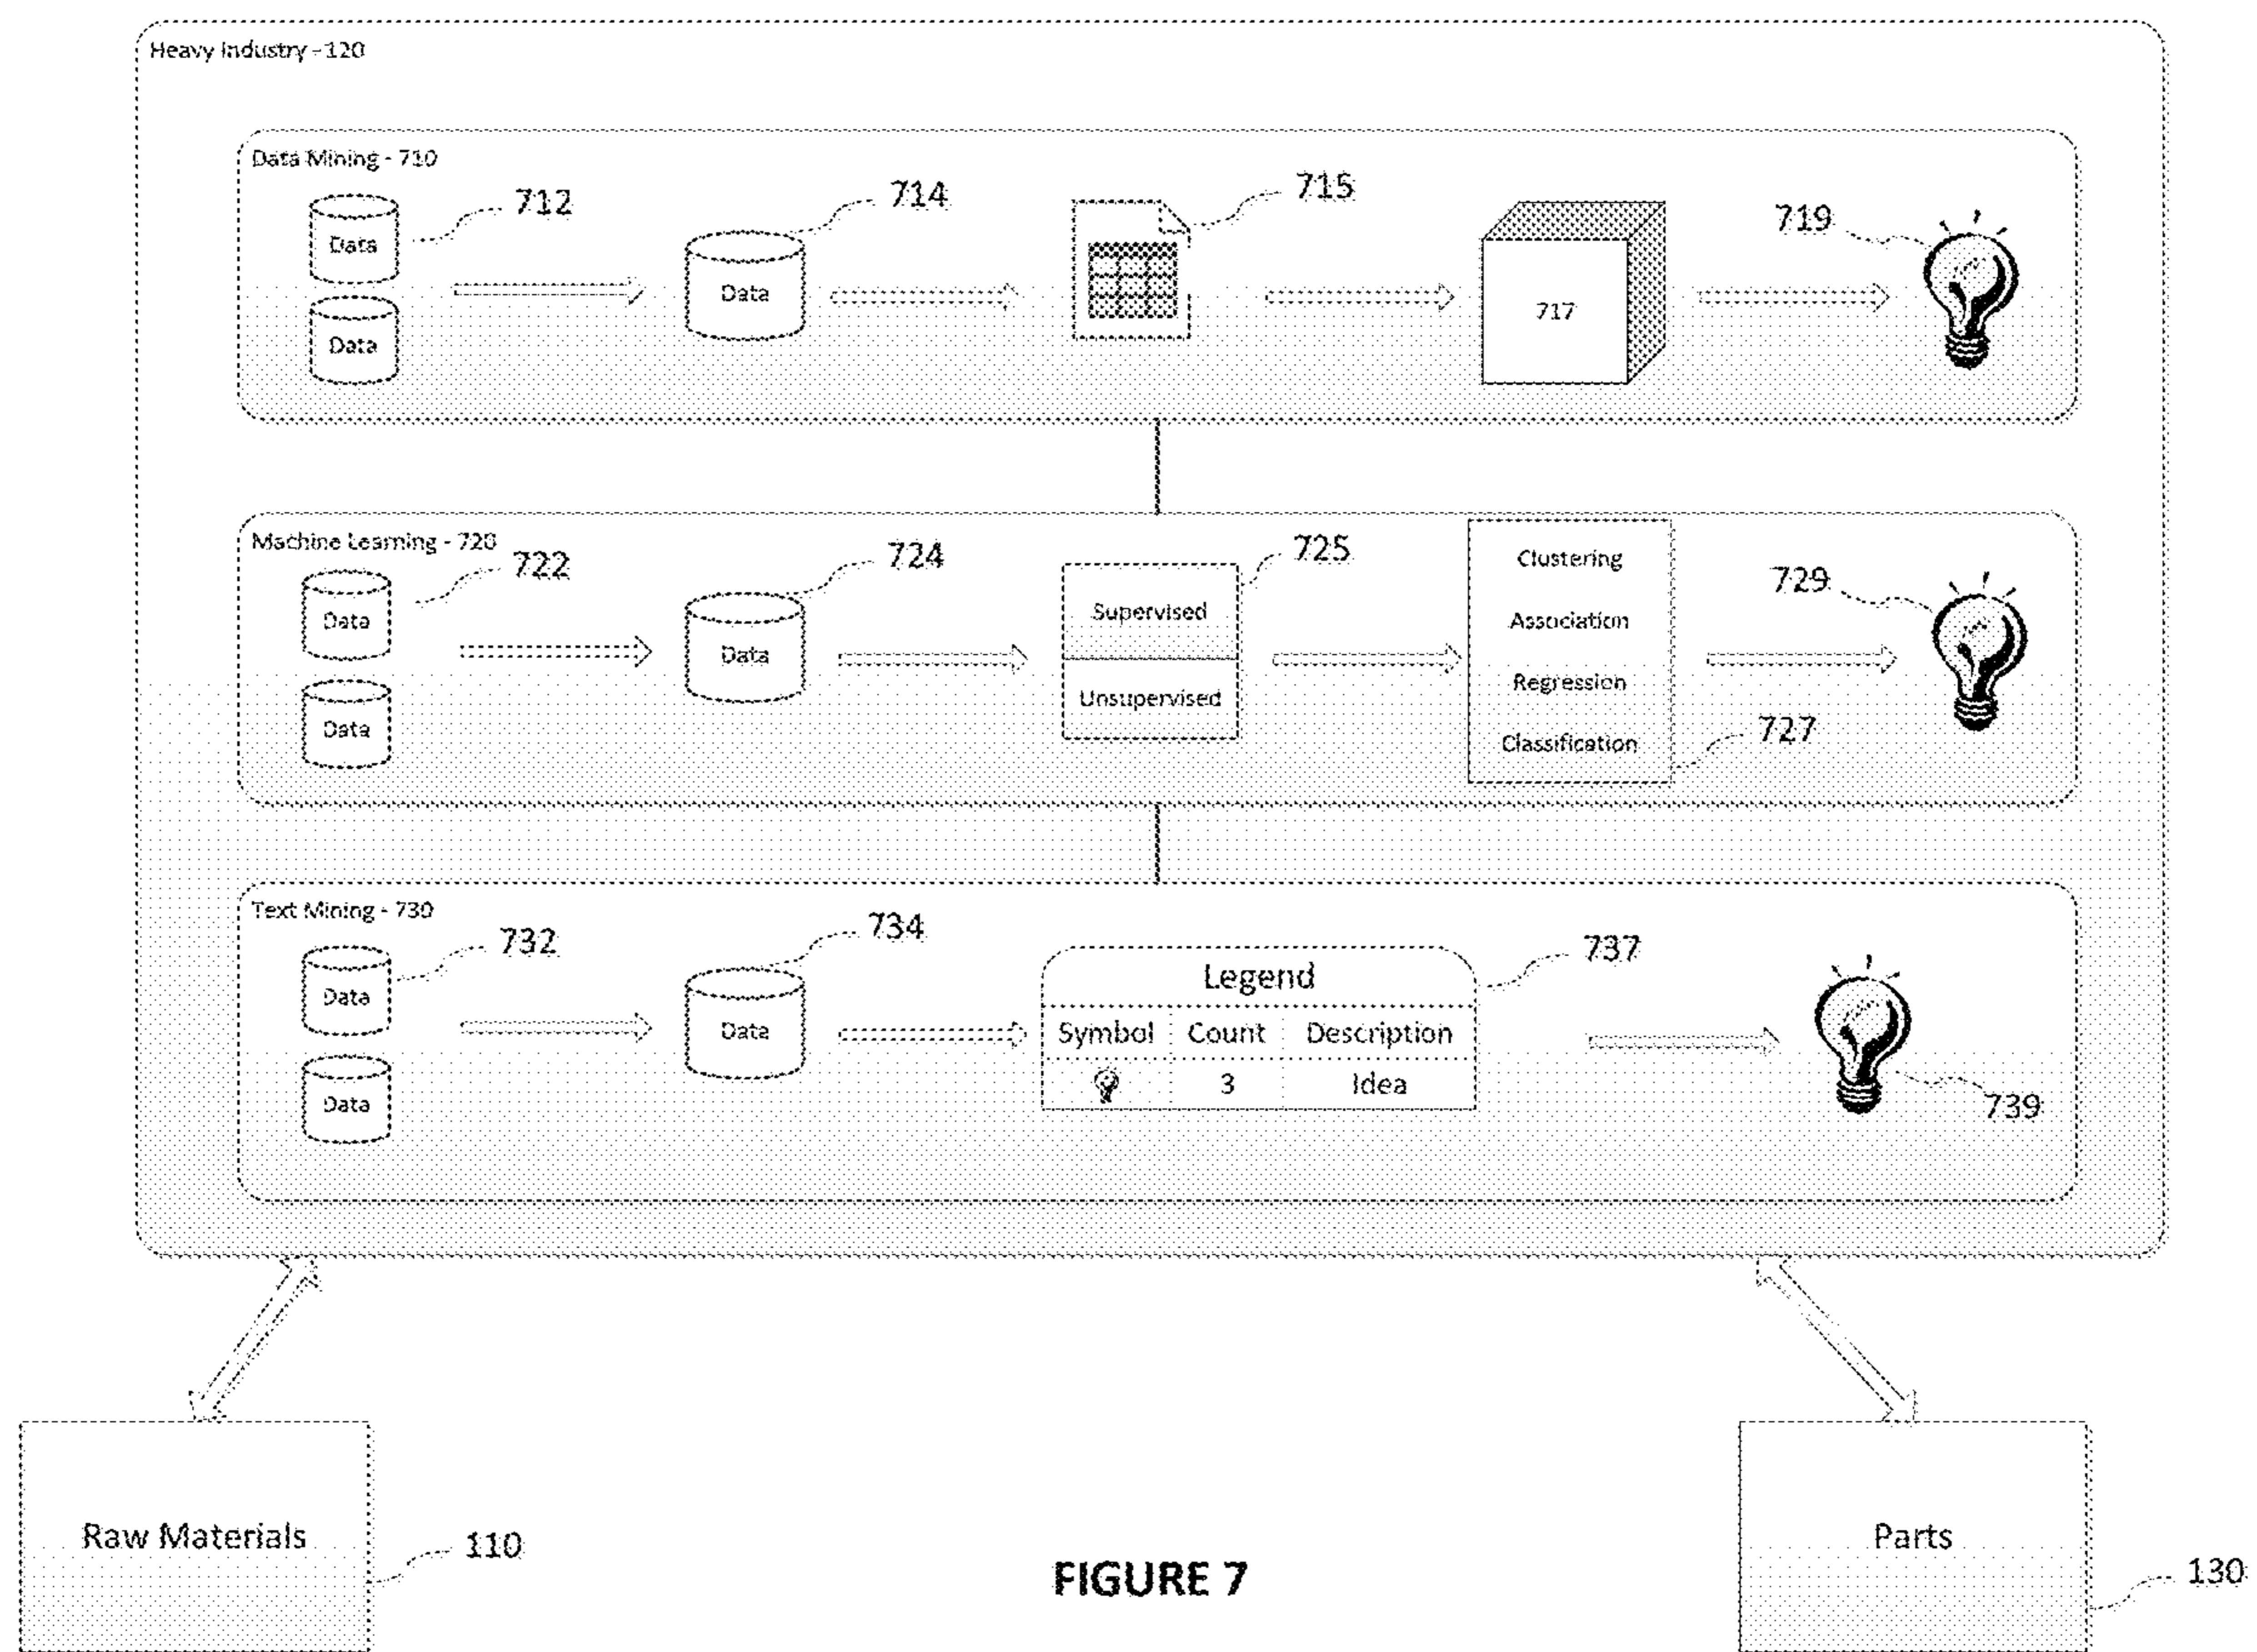 Heavy Industry - 120
Data Mining - 710
712
714
715
719
Data
Data
Data
717
Machine Learning - 720
722
724
725
729
Data
Data
Data
Supervised
Unsupervised
Clustering
Association
Regression
Classification
727
Text Mining - 730
732
734
737
Data
Data
Data
Legend
Symbol Count Description
3 Idea
739
Raw Materials
110
Parts
130
FIGURE 7